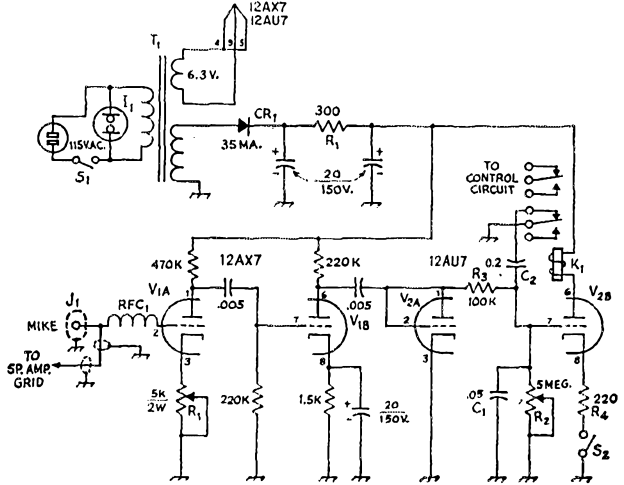 12AX7
12AU7
T1
4 9 5
6.3 V.
I1
115V.A.C.
S1
CR1
35 MA.
300
R1
+
-
20
150V.
+
-
TO
CONTROL
CIRCUIT
470K
12AX7
220K
12AU7
0.2
C2
K1
V1A
1
.005
6
.005
V2A
1
R3
100K
6
V2B
J1
MIKE
RFC1
2
7
V1B
2
7
3
8
3
8
TO
SP. AMP.
GRID
5K
2W
R1
220K
1.5K
+
-
20
150V.
.05
C1
5 MEG.
R2
220
R4
S2